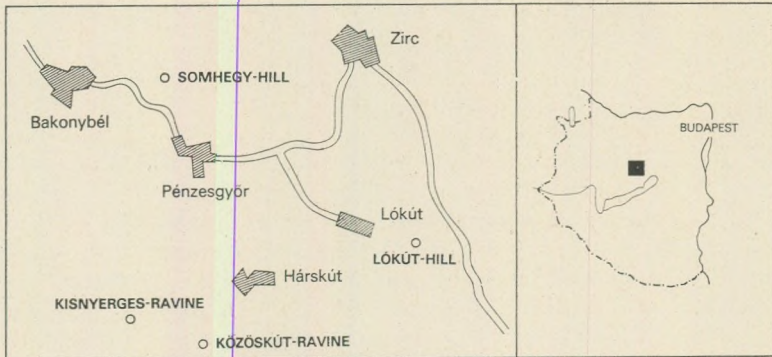 Zirc
SOMHEGY-HILL
Bakonybél
BUDAPEST
Pénzesgyőr
Lókút
LÓKÚT-HILL
Hárskút
KISNYERGES-RAVINE
KÖZÖSKÚT-RAVINE